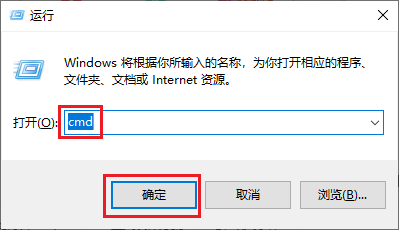 运行
Windows 将根据你所输入的名称，为你打开相应的程序、
文件夹、文档或 Internet 资源。
打开(O): cmd
确定 取消 浏览(B)...